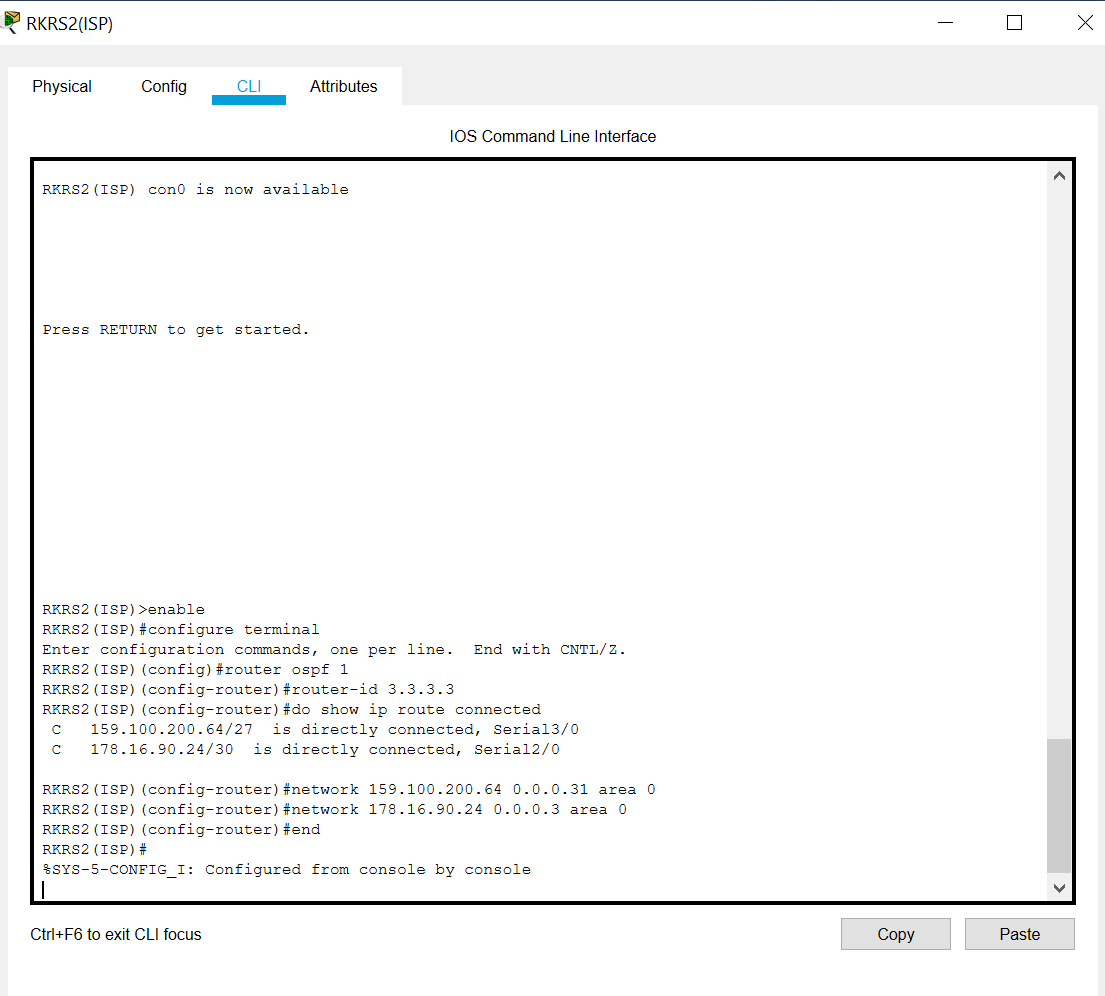 RKRS2(ISP)
Physical Config CLI Attributes
IOS Command Line Interface
RKRS2(ISP) con0 is now available
Press RETURN to get started.
RKRS2(ISP)>enable
RKRS2(ISP)#configure terminal
Enter configuration commands, one per line.  End with CNTL/Z.
RKRS2(ISP)(config)#router ospf 1
RKRS2(ISP)(config-router)#router-id 3.3.3.3
RKRS2(ISP)(config-router)#do show ip route connected
C   159.100.200.64/27  is directly connected, Serial3/0
C   178.16.90.24/30  is directly connected, Serial2/0
RKRS2(ISP)(config-router)#network 159.100.200.64 0.0.0.31 area 0
RKRS2(ISP)(config-router)#network 178.16.90.24 0.0.0.3 area 0
RKRS2(ISP)(config-router)#end
RKRS2(ISP)#
%SYS-5-CONFIG_I: Configured from console by console
Ctrl+F6 to exit CLI focus
Copy Paste